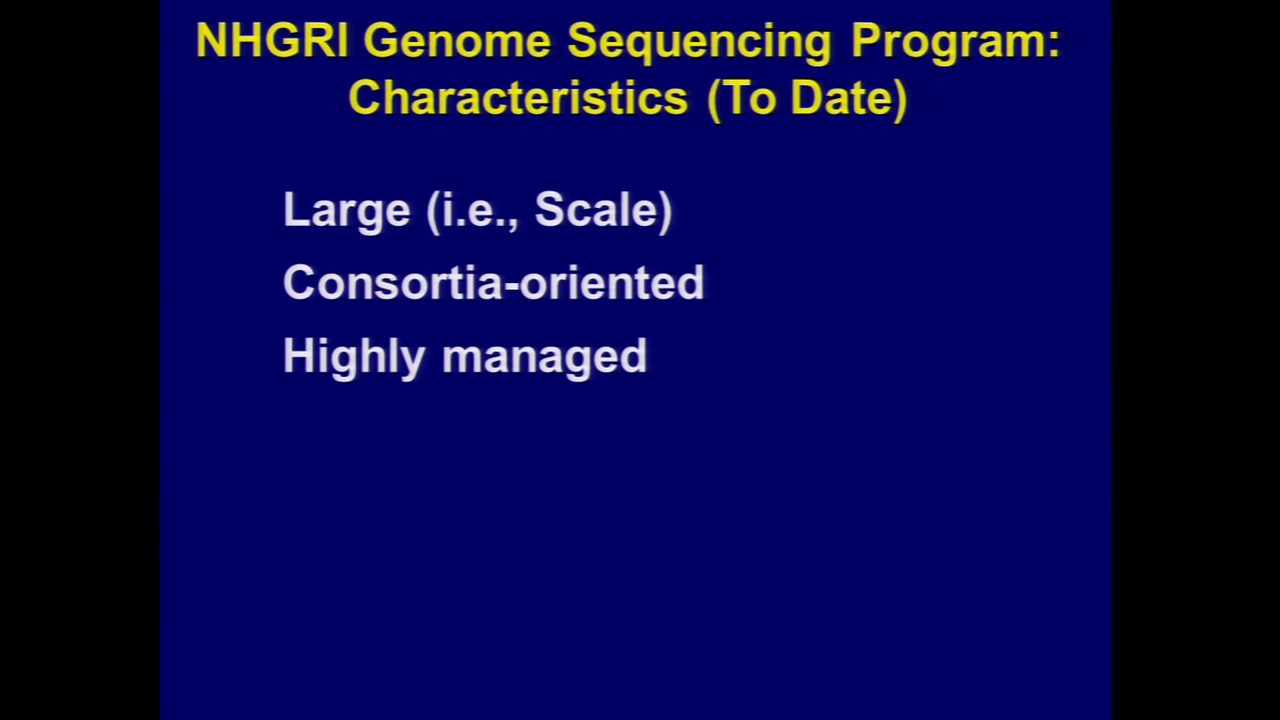 NHGRI Genome Sequencing Program:
Characteristics (To Date)
Large (i.e., Scale)
Consortia-oriented
Highly managed